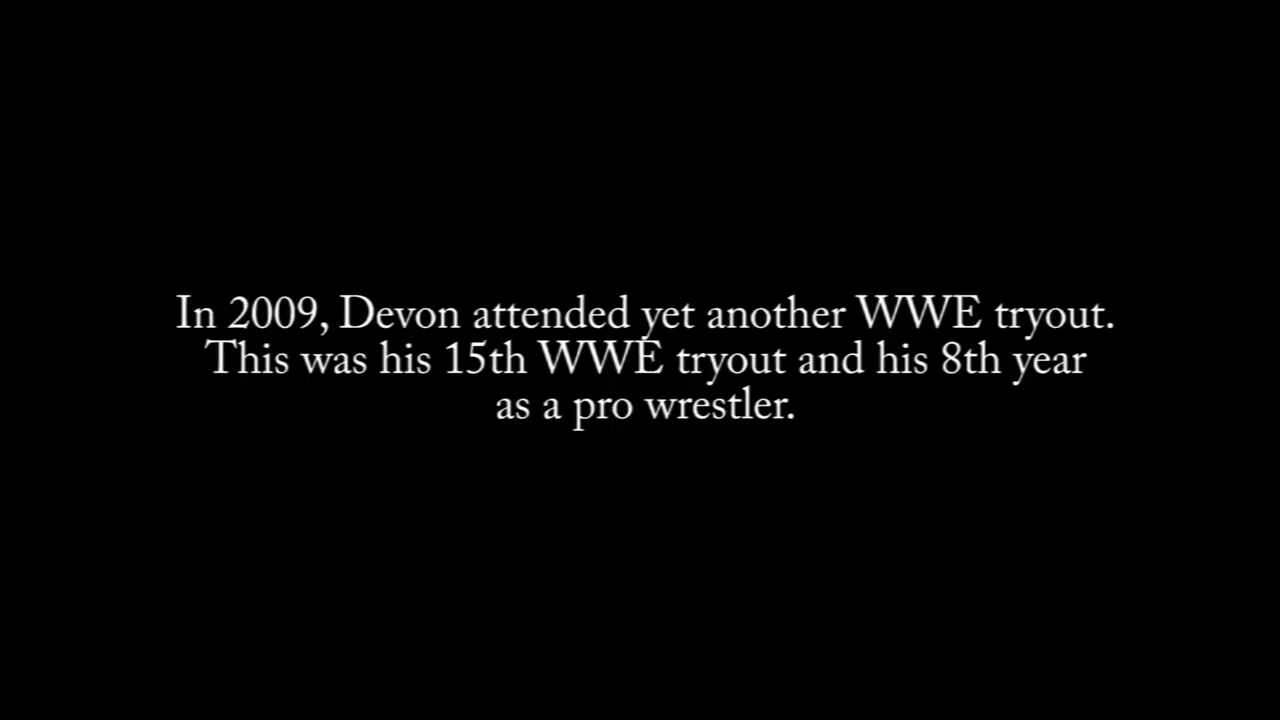 In 2009, Devon attended yet another WWE tryout.
This was his 15th WWE tryout and his 8th year
as a pro wrestler.